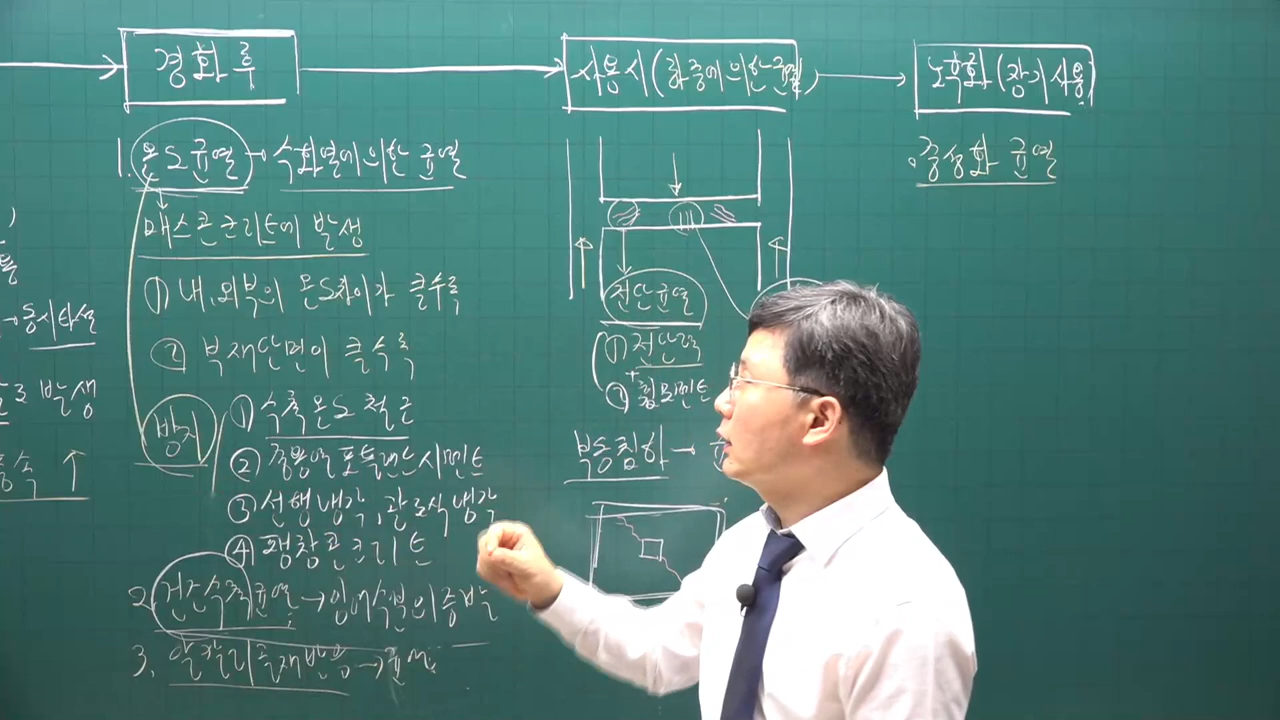 경화 후
사용시(하중에 의한 균열)
노후화(장기 사용)
1. 온도균열 → 수화열에 의한 균열
매스콘크리트에 발생
① 내,외부의 온도차이가 클수록
② 부재단면이 클수록
방지
① 수축온도 철근
② 중용열 포틀랜드시멘트
③ 선행냉각, 관로식냉각
④ 팽창콘크리트
2. 건조수축균열 → 잉여수분의 증발
3. 알칼리골재반응 → 균열
전단균열
① 전단력
+
② 휨모멘트
부동침하 →
· 중성화 균열
→ 동시타설
발생
↑